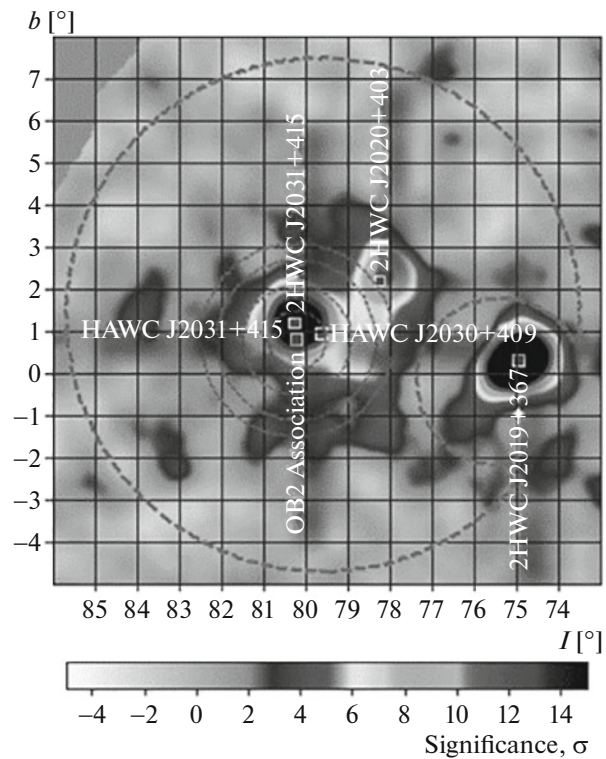 b [°]
7
6
5
4
3
2
1
0
−1
−2
−3
−4
2HWC J2031+415
2HWC J2020+403
HAWC J2031+415
HAWC J2030+409
OB2 Association
2HWC J2019+367
85 84 83 82 81 80 79 78 77 76 75 74
l [°]
−4 −2 0 2 4 6 8 10 12 14
Significance, σ